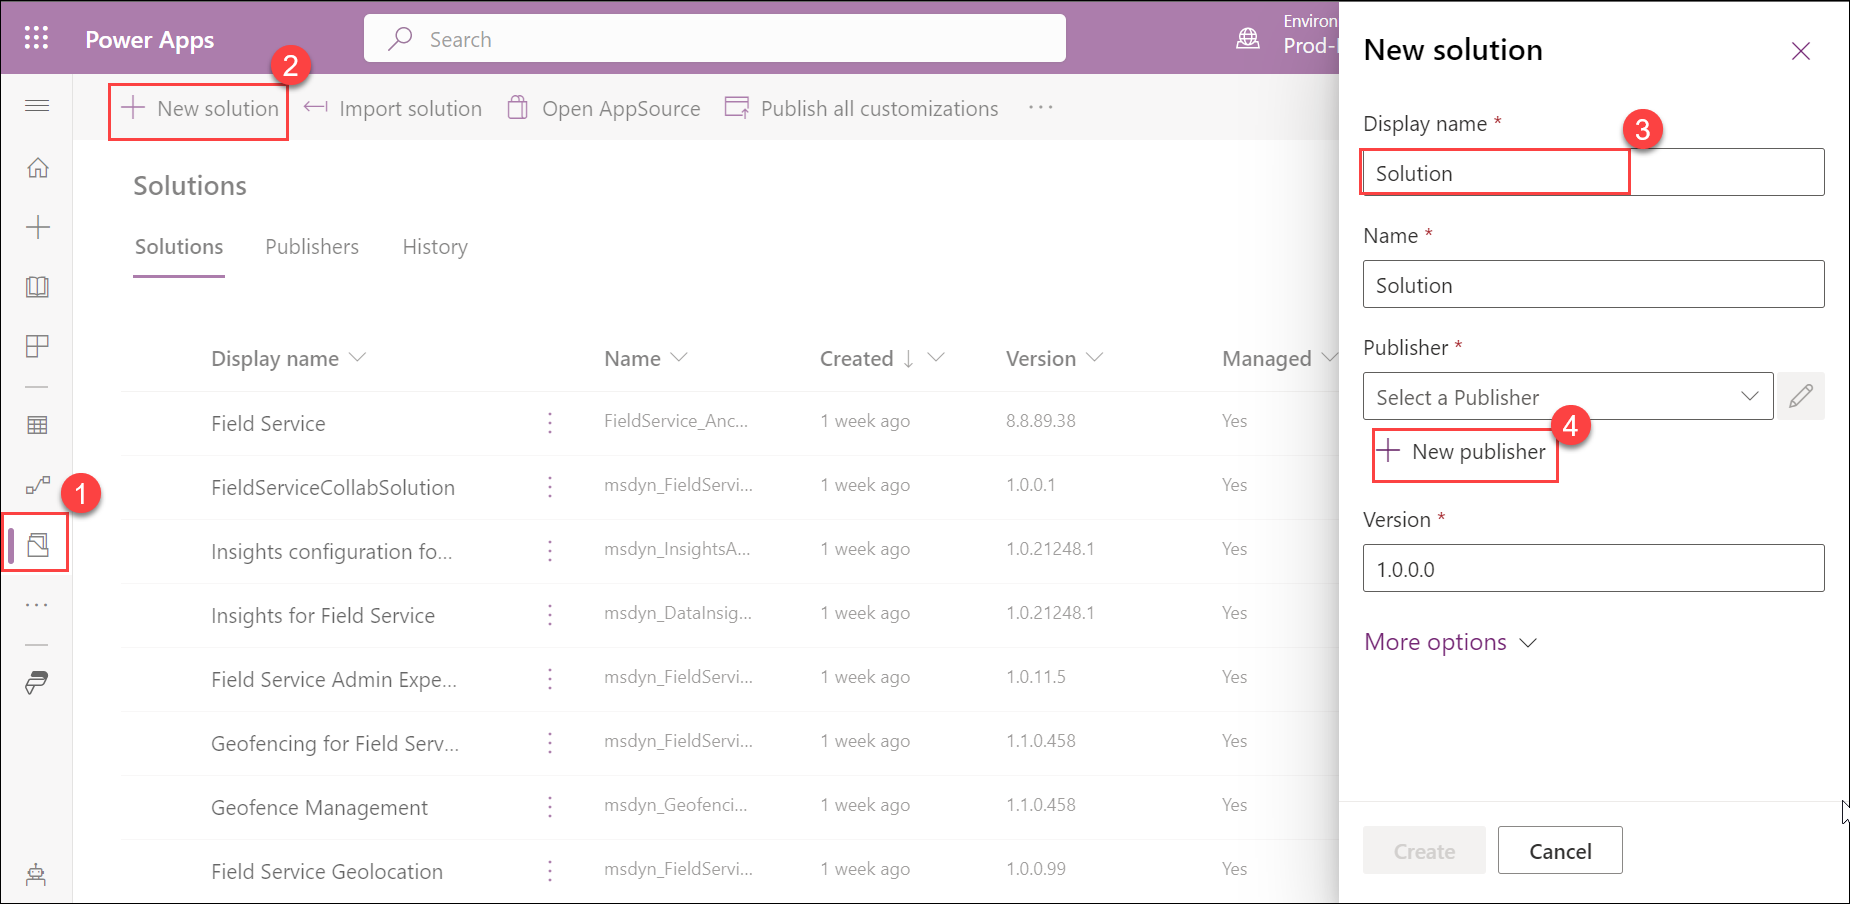 Power Apps
Search
Environ
Prod-
2
New solution
Import solution
Open AppSource
Publish all customizations
Solutions
Solutions
Publishers
History
Display name
Name
Created
Version
Managed
Field Service
FieldService_Anc...
1 week ago
8.8.89.38
Yes
FieldServiceCollabSolution
msdyn_FieldServi...
1 week ago
1.0.0.1
Yes
Insights configuration fo...
msdyn_InsightsA...
1 week ago
1.0.21248.1
Yes
Insights for Field Service
msdyn_DataInsig...
1 week ago
1.0.21248.1
Yes
Field Service Admin Expe...
msdyn_FieldServi...
1 week ago
1.0.11.5
Yes
Geofencing for Field Serv...
msdyn_FieldServi...
1 week ago
1.1.0.458
Yes
Geofence Management
msdyn_Geofenci...
1 week ago
1.1.0.458
Yes
Field Service Geolocation
msdyn_FieldServi...
1 week ago
1.0.0.99
Yes
1
New solution
Display name *
3
Solution
Name *
Solution
Publisher *
Select a Publisher
4
New publisher
Version *
1.0.0.0
More options
Create
Cancel